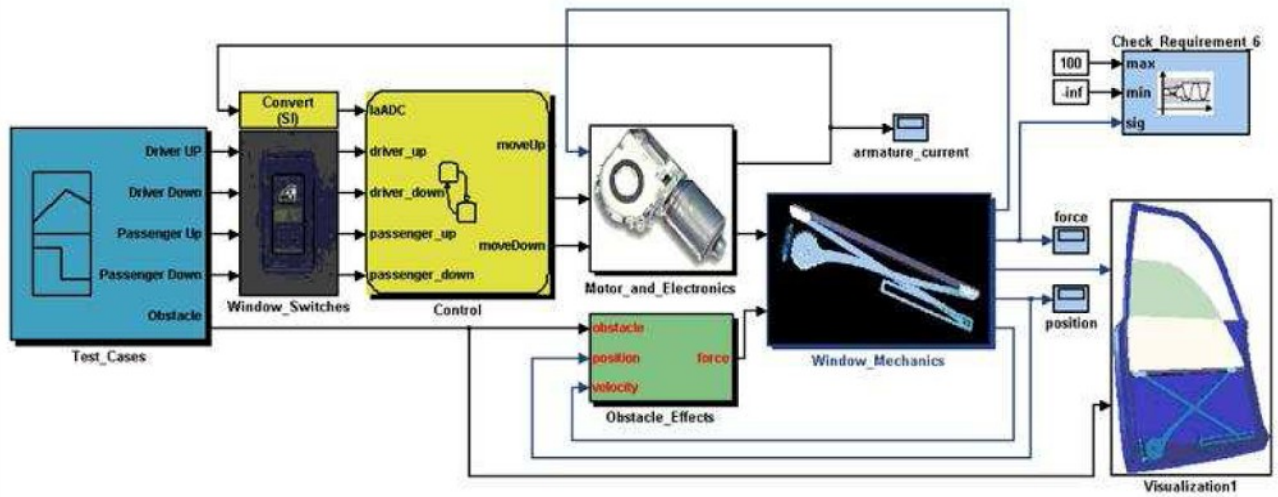 Check_Requirement_6
100
max
-inf
min
sig
Convert
(SI)
IaADC
Driver UP
driver_up
moveUp
armature_current
Driver Down
driver_down
Passenger Up
passenger_up
moveDown
force
Passenger Down
passenger_down
Motor_and_Electronics
Window_Switches
Control
Obstacle
position
Test_Cases
obstacle
position
force
velocity
Window_Mechanics
Obstacle_Effects
Visualization1